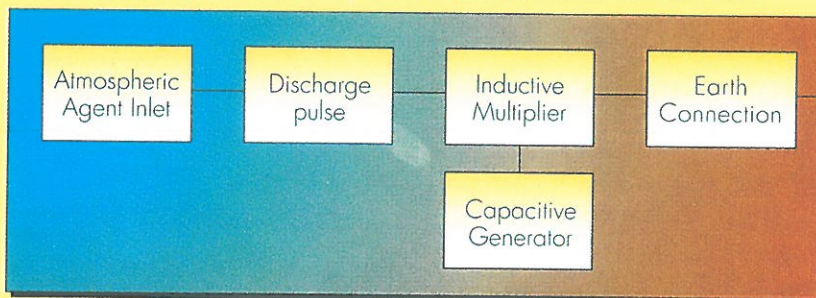 Atmospheric
Agent Inlet
Discharge
pulse
Inductive
Multiplier
Earth
Connection
Capacitive
Generator